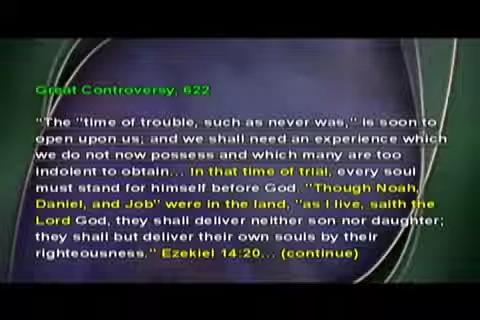 Great Controversy, 622
"The "time of trouble, such as never was," is soon to
open upon us; and we shall need an experience which
we do not now possess and which many are too
indolent to obtain... In that time of trial, every soul
must stand for himself before God. "Though Noah,
Daniel, and Job" were in the land, "as I live, saith the
Lord God, they shall deliver neither son nor daughter;
they shall but deliver their own souls by their
righteousness." Ezekiel 14:20... (continue)